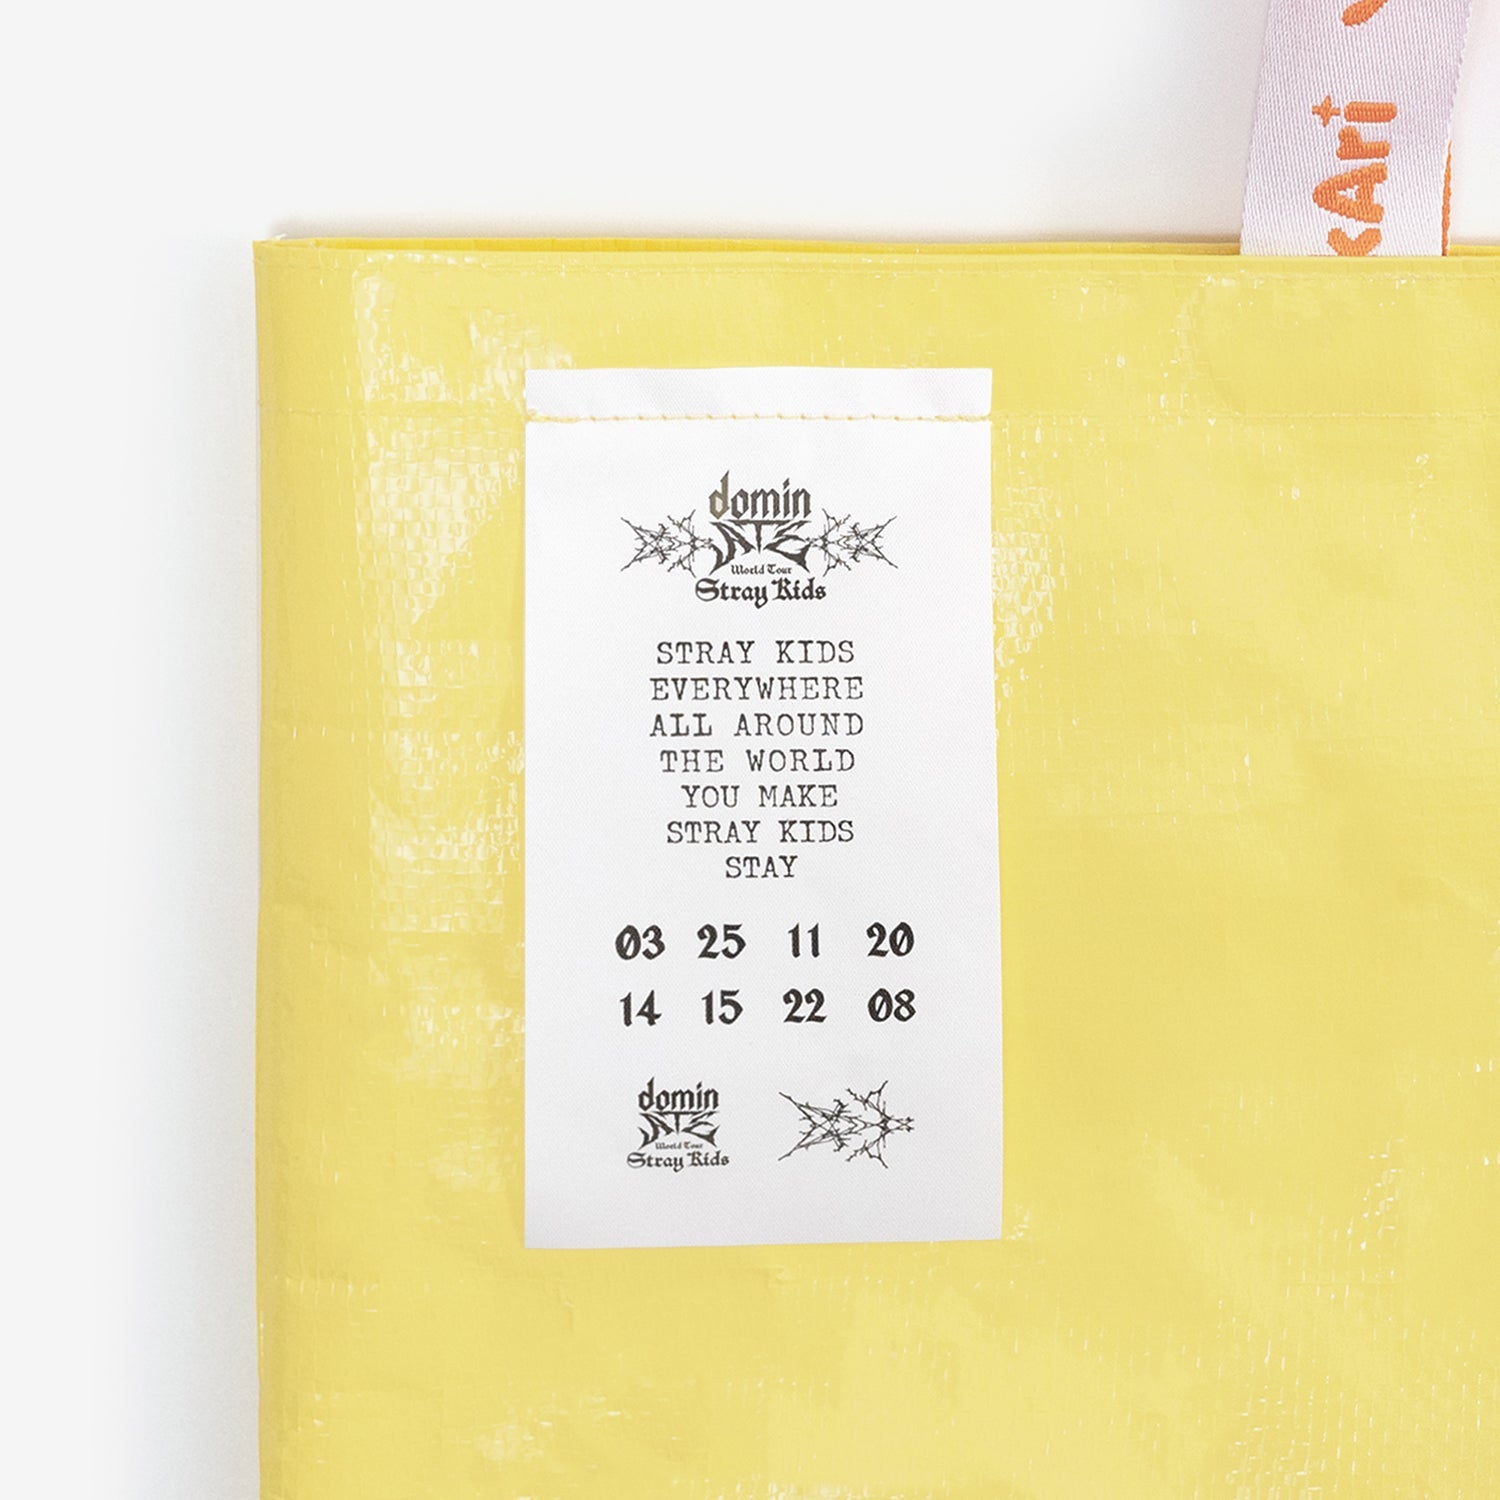 kAri
domin
ATE
World Tour
Stray Kids
STRAY KIDS
EVERYWHERE
ALL AROUND
THE WORLD
YOU MAKE
STRAY KIDS
STAY
03 25 11 20
14 15 22 08
domin
ATE
World Tour
Stray Kids